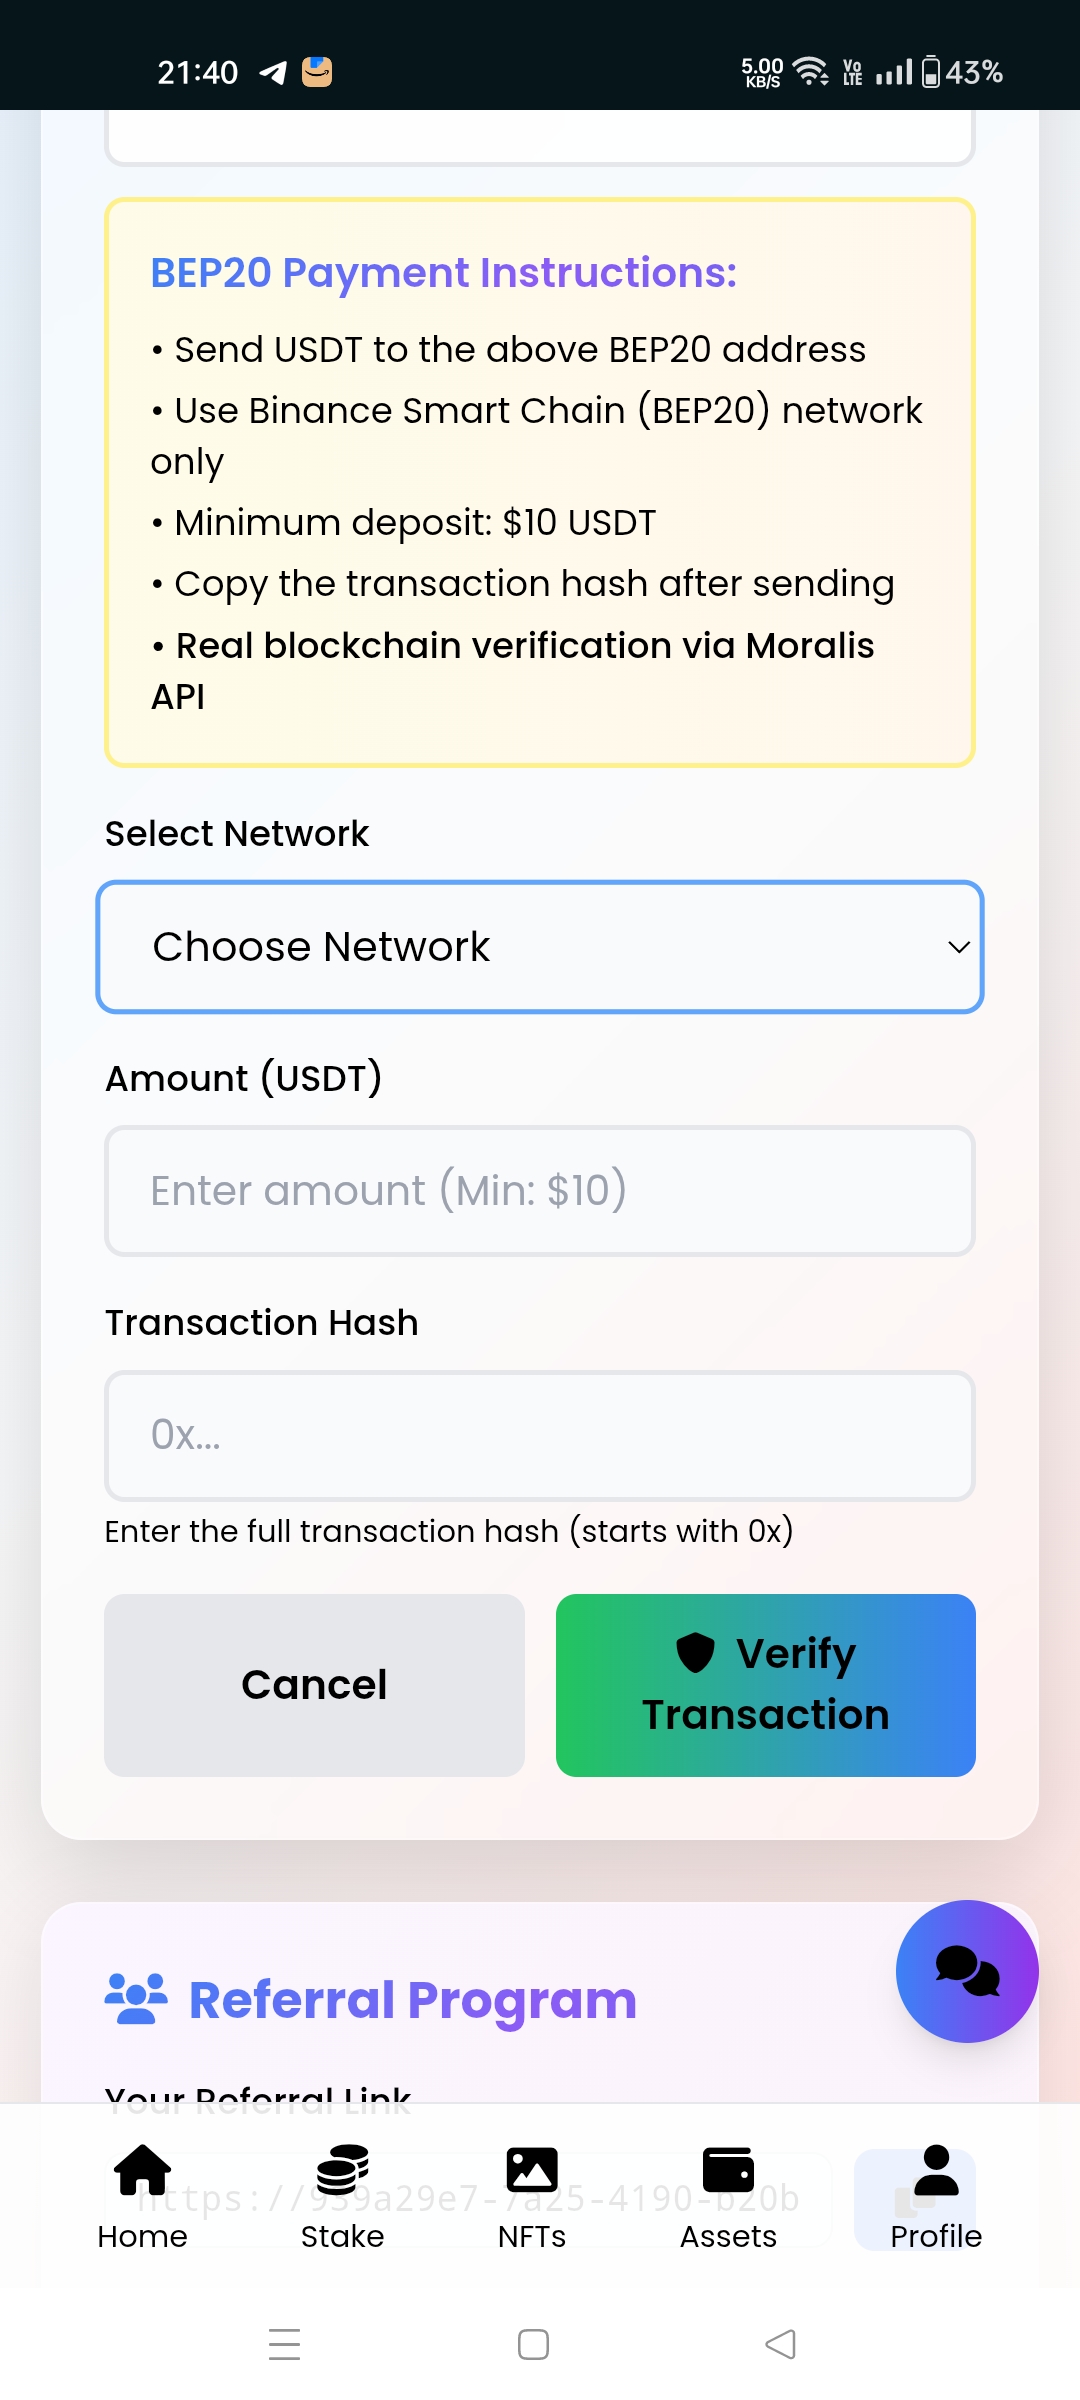 21:40
5.00 KB/S
Vo LTE
43%
BEP20 Payment Instructions:
• Send USDT to the above BEP20 address
• Use Binance Smart Chain (BEP20) network
only
• Minimum deposit: $10 USDT
• Copy the transaction hash after sending
• Real blockchain verification via Moralis
API
Select Network
Choose Network
Amount (USDT)
Enter amount (Min: $10)
Transaction Hash
0x...
Enter the full transaction hash (starts with 0x)
Cancel
Verify
Transaction
Referral Program
Your Referral Link
https://939a29e7-7a25-4190-b20b
Home
Stake
NFTs
Assets
Profile